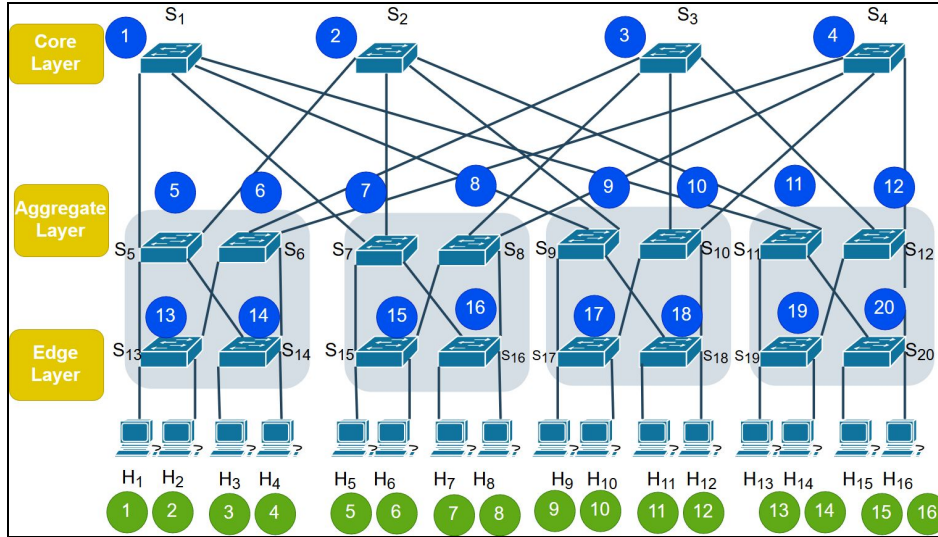 S1 S2 S3 S4
Core
Layer
1 2 3 4
5 6 7 8 9 10 11 12
Aggregate
Layer
S5 S6 S7 S8 S9 S10 S11 S12
13 14 15 16 17 18 19 20
Edge
Layer
S13 S14 S15 S16 S17 S18 S19 S20
? ? ? ? ? ? ? ? ? ? ? ? ? ? ? ?
H1 H2 H3 H4 H5 H6 H7 H8 H9 H10 H11 H12 H13 H14 H15 H16
1 2 3 4 5 6 7 8 9 10 11 12 13 14 15 16